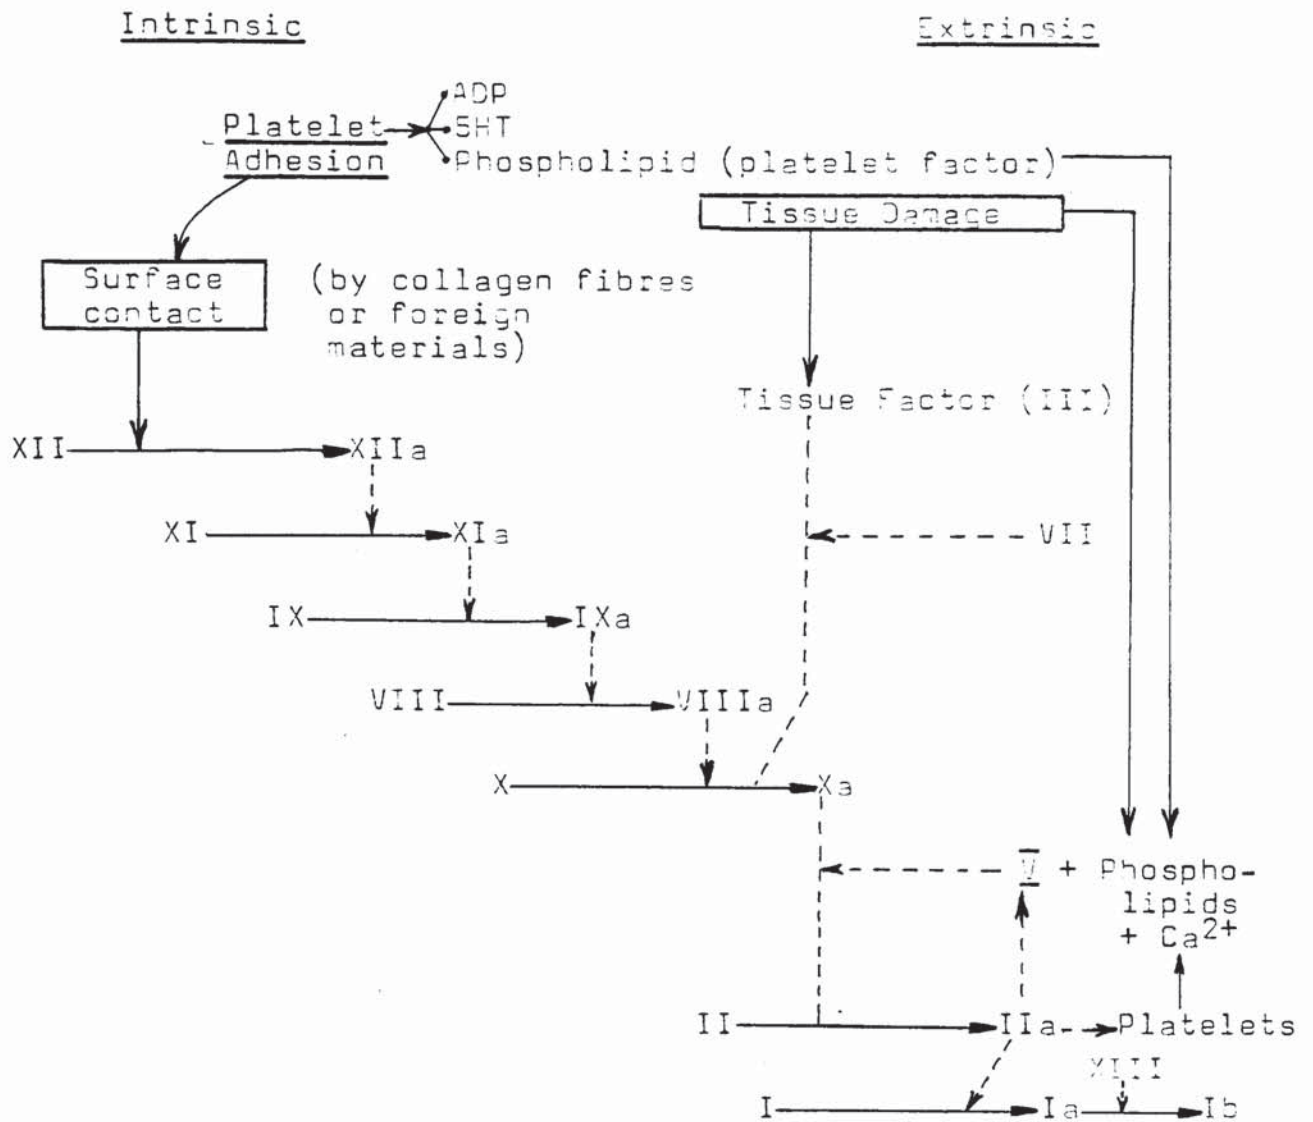 Intrinsic
Extrinsic
ADP
Platelet
5HT
Adhesion
Phospholipid (platelet factor)
Tissue Damage
Surface
contact
(by collagen fibres
or foreign
materials)
Tissue Factor (III)
XII
XIIa
XI
XIa
VII
IX
IXa
VIII
VIIIa
X
Xa
V + Phospho-
lipids
+ Ca2+
II
IIa
Platelets
XIII
I
Ia
Ib